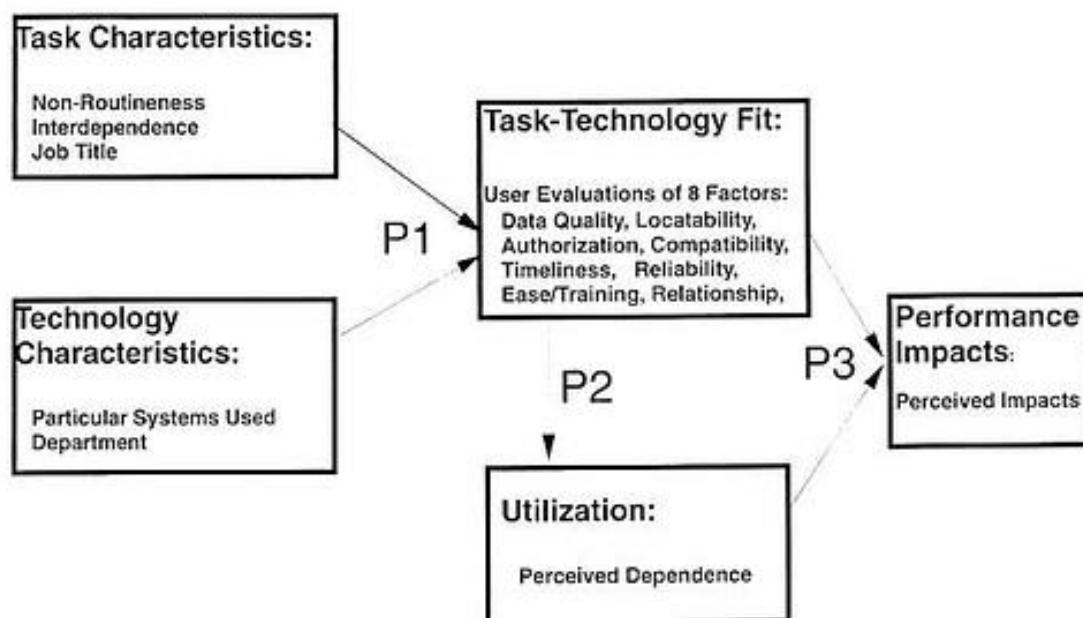 Task Characteristics:
Non-Routineness
Interdependence
Job Title
Task-Technology Fit:
User Evaluations of 8 Factors:
Data Quality, Locatability,
Authorization, Compatibility,
Timeliness, Reliability,
Ease/Training, Relationship,
P1
Technology
Characteristics:
Particular Systems Used
Department
P2
P3
Performance
Impacts:
Perceived Impacts
Utilization:
Perceived Dependence